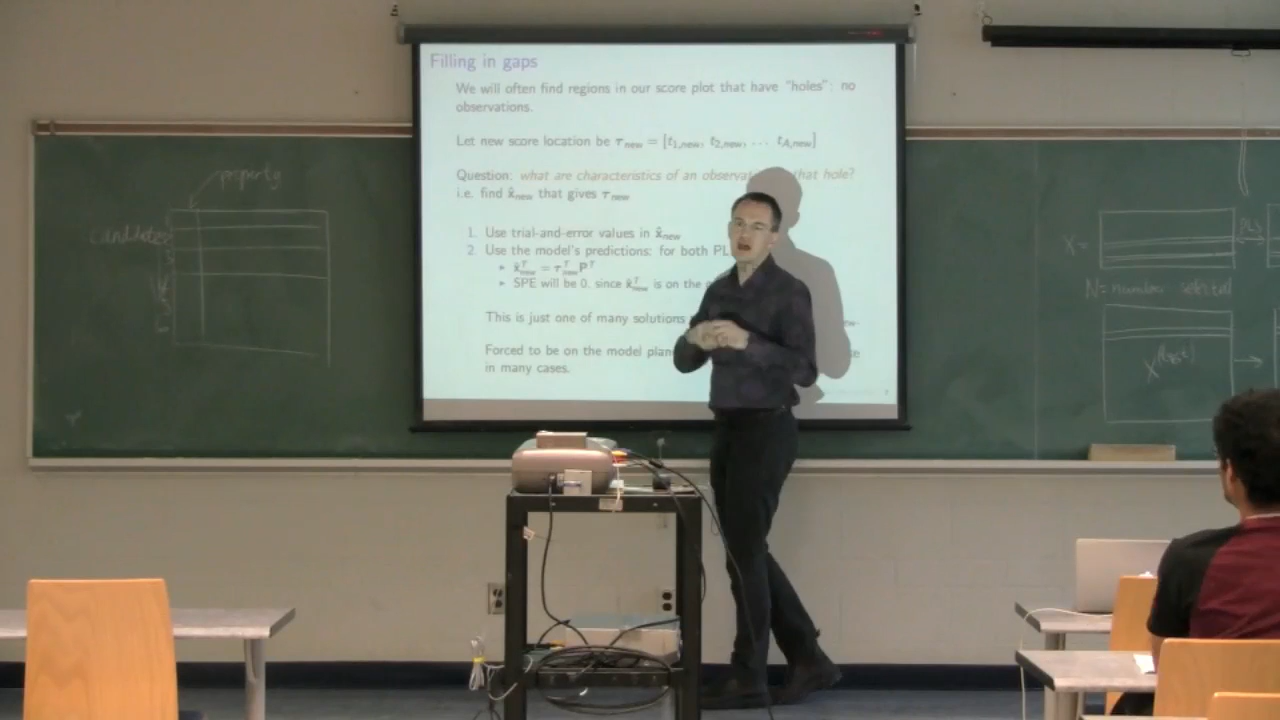 Filling in gaps
We will often find regions in our score plot that have "holes": no
observations.
Let new score location be τnew = [t1,new, t2,new, ... tA,new]
Question: what are characteristics of an that hole?
i.e. find x̂new that gives τnew
1. Use trial-and-error values in x̂new
2. Use the model's predictions: for both
▸ x̂ᵀnew = τᵀnew Pᵀ
▸ SPE will be 0, since x̂ᵀnew is on the
This is just one of many solutions
Forced to be on the model
in many cases.
7
property
candidates
X =
PLS
N = number selected
→